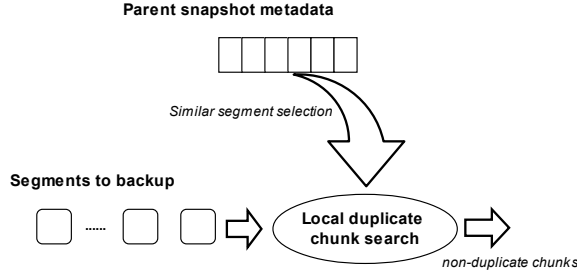 Parent snapshot metadata
Similar segment selection
Segments to backup
......
Local duplicate
chunk search
non-duplicate chunks